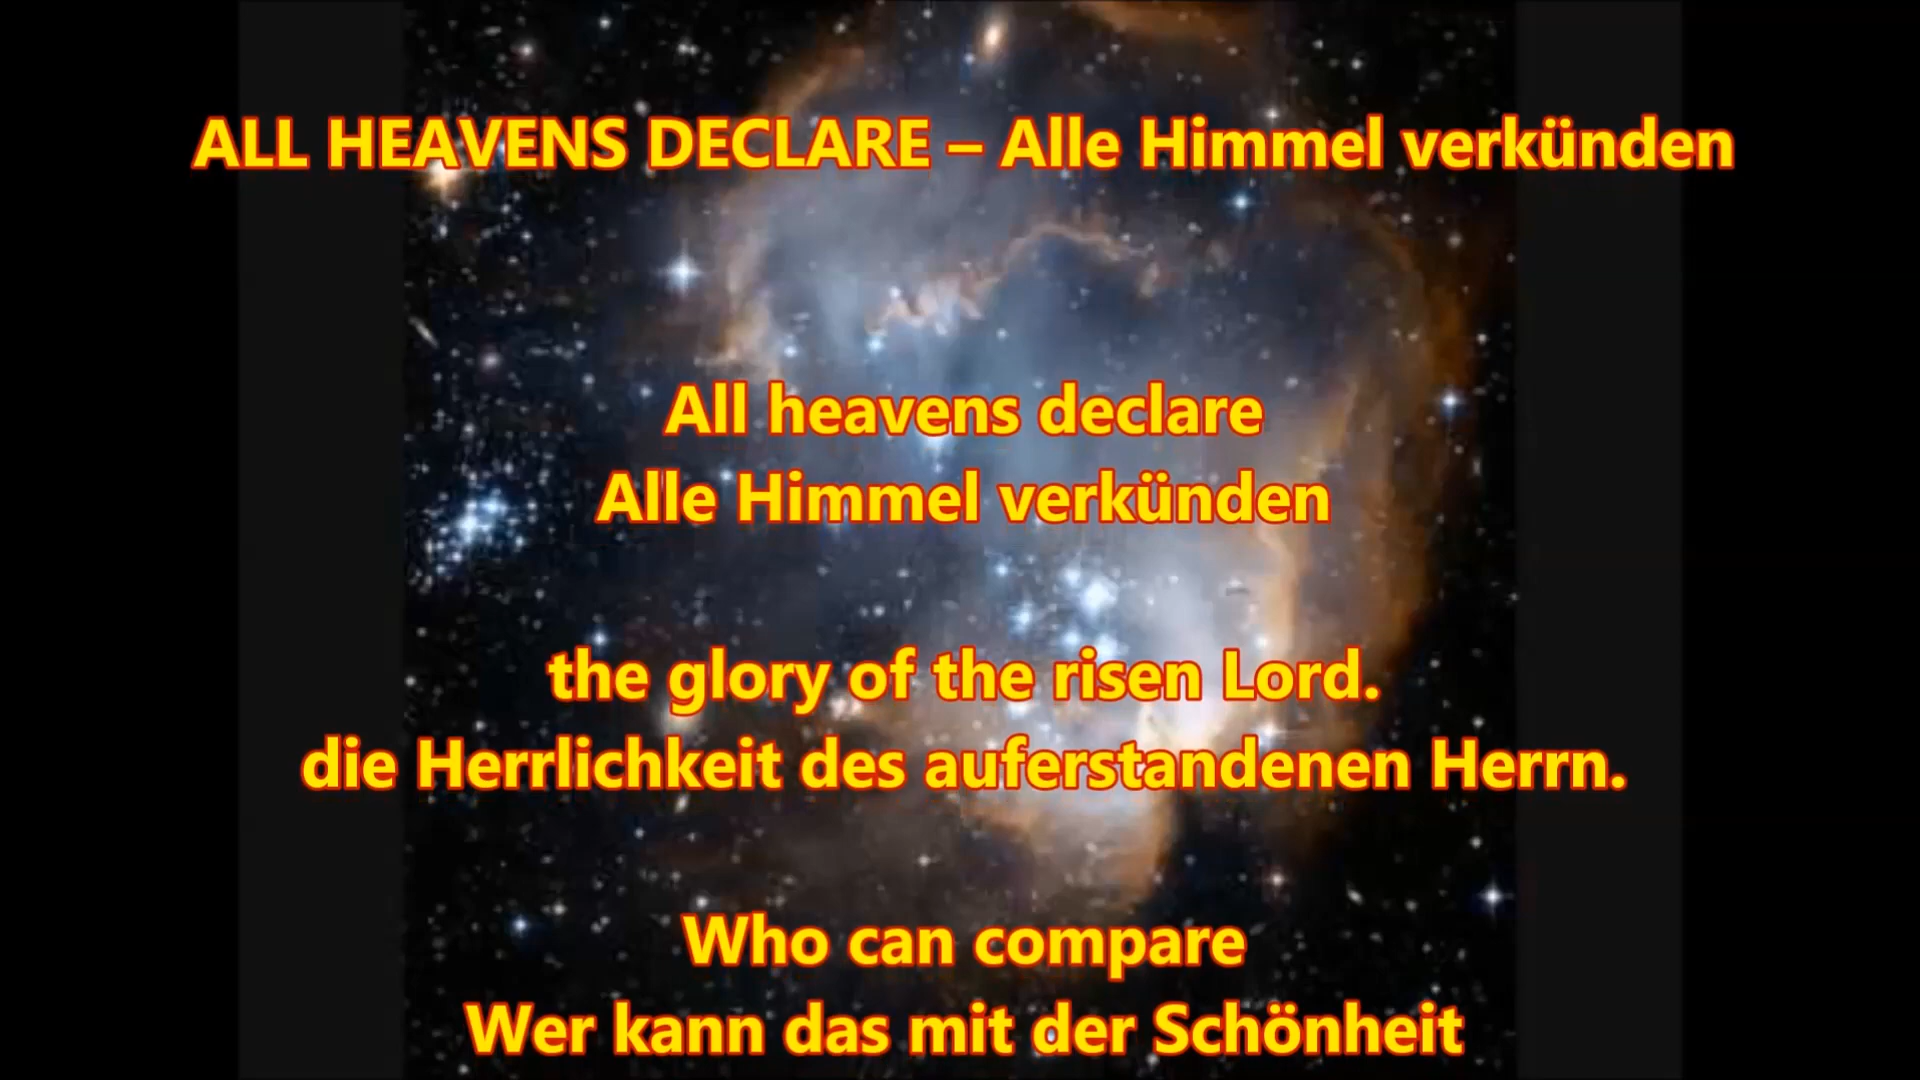 ALL HEAVENS DECLARE – Alle Himmel verkünden
All heavens declare
Alle Himmel verkünden
the glory of the risen Lord.
die Herrlichkeit des auferstandenen Herrn.
Who can compare
Wer kann das mit der Schönheit